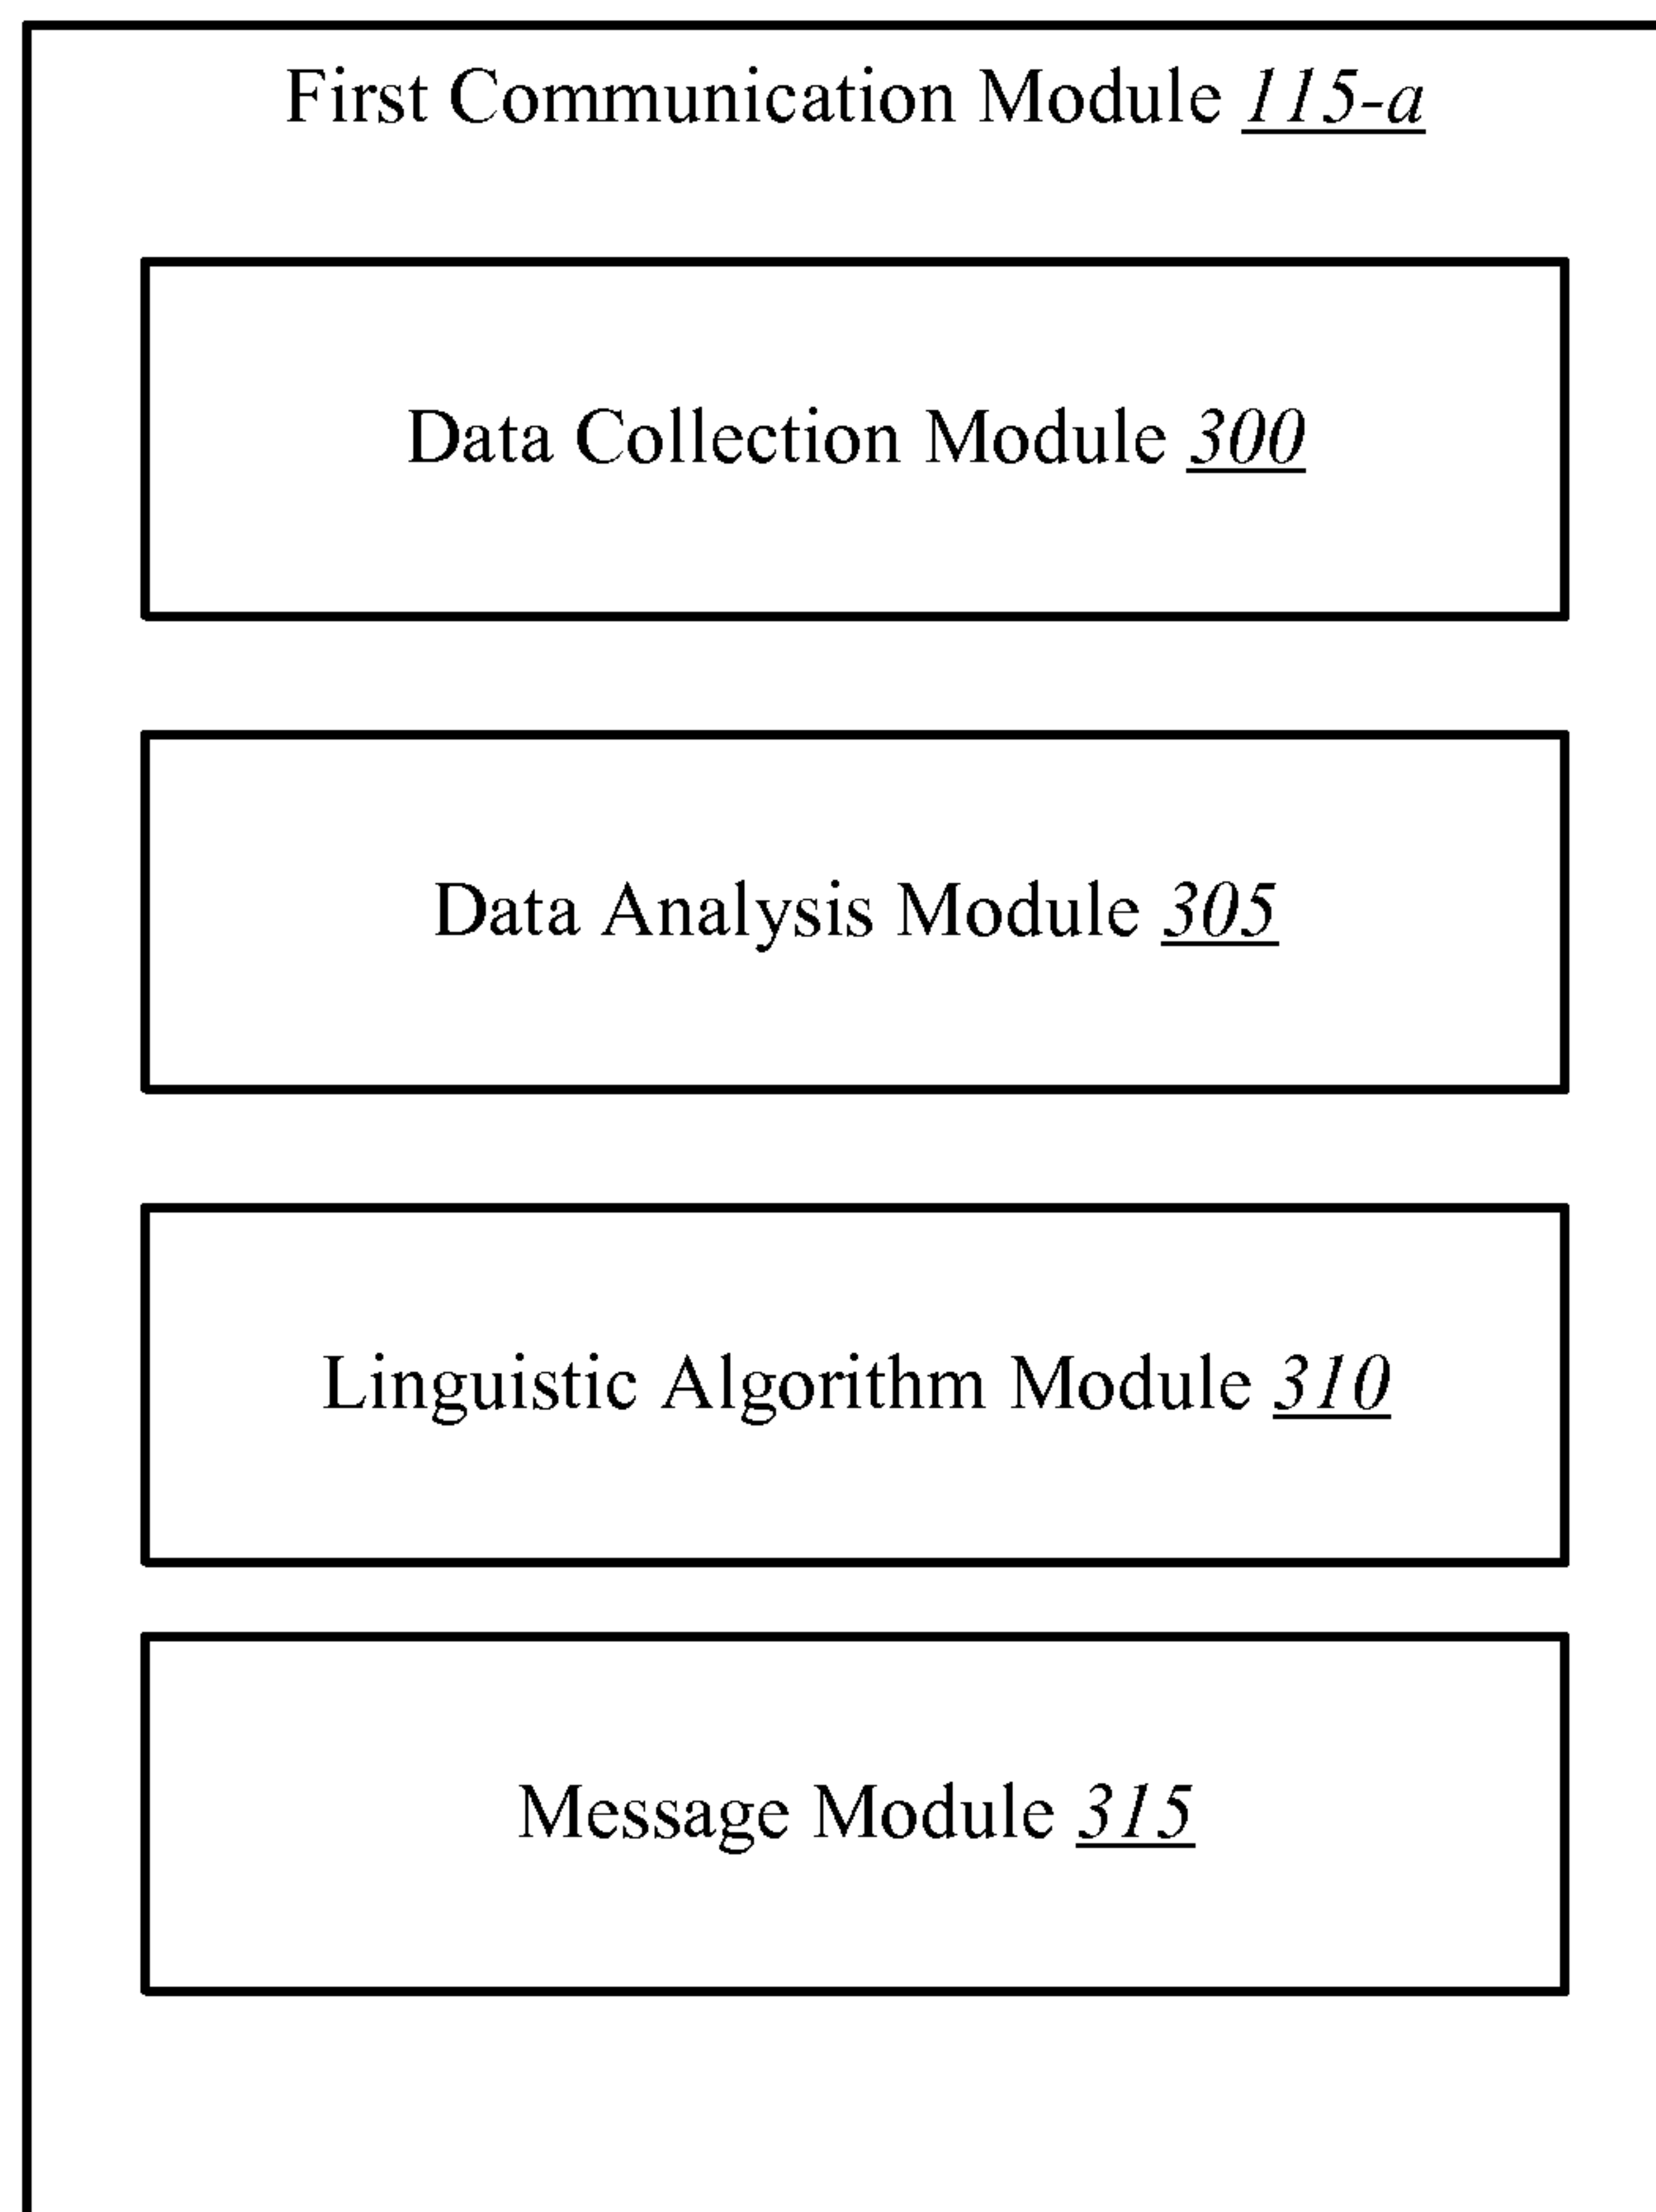 First Communication Module 115-a
Data Collection Module 300
Data Analysis Module 305
Linguistic Algorithm Module 310
Message Module 315